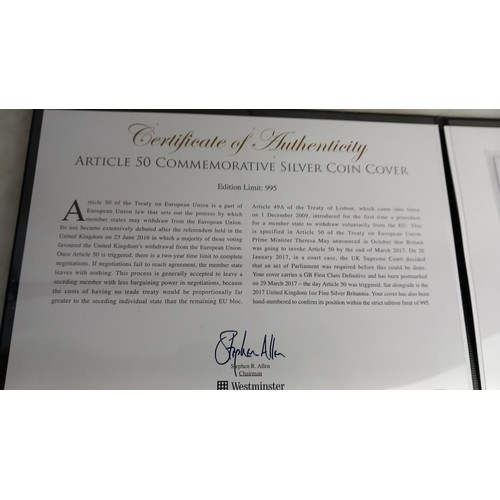 Certificate of Authenticity
ARTICLE 50 COMMEMORATIVE SILVER COIN COVER
Edition Limit: 995
Article 50 of the Treaty on European Union is a part of
European Union law that sets out the process by which
member states may withdraw from the European Union.
Its use became extensively debated after the referendum held in the
United Kingdom on 23 June 2016 in which a majority of those voting
favoured the United Kingdom's withdrawal from the European Union.
Once Article 50 is triggered, there is a two-year time limit to complete
negotiations. If negotiations fail to reach agreement, the member state
leaves with nothing. This process is generally accepted to leave a
seceding member with less bargaining power in negotiations, because
the costs of having no trade treaty would be proportionally far
greater to the seceding individual state than the remaining EU bloc.
Article 49A of the Treaty of Lisbon, which came into force
on 1 December 2009, introduced for the first time a procedure
for a member state to withdraw voluntarily from the EU. This
is specified in Article 50 of the Treaty on European Union.
Prime Minister Theresa May announced in October that Britain
was going to invoke Article 50 by the end of March 2017. On 26
January 2017, in a court case, the UK Supreme Court decided
that an act of Parliament was required before this could be done.
Your cover carries a GB First Class Definitive and has been postmarked
on 29 March 2017 – the day Article 50 was triggered. Sat alongside is the
2017 United Kingdom 1oz Fine Silver Britannia. Your cover has also been
hand-numbered to confirm its position within the strict edition limit of 995.
Stephen Allen
Stephen R. Allen
Chairman
Westminster